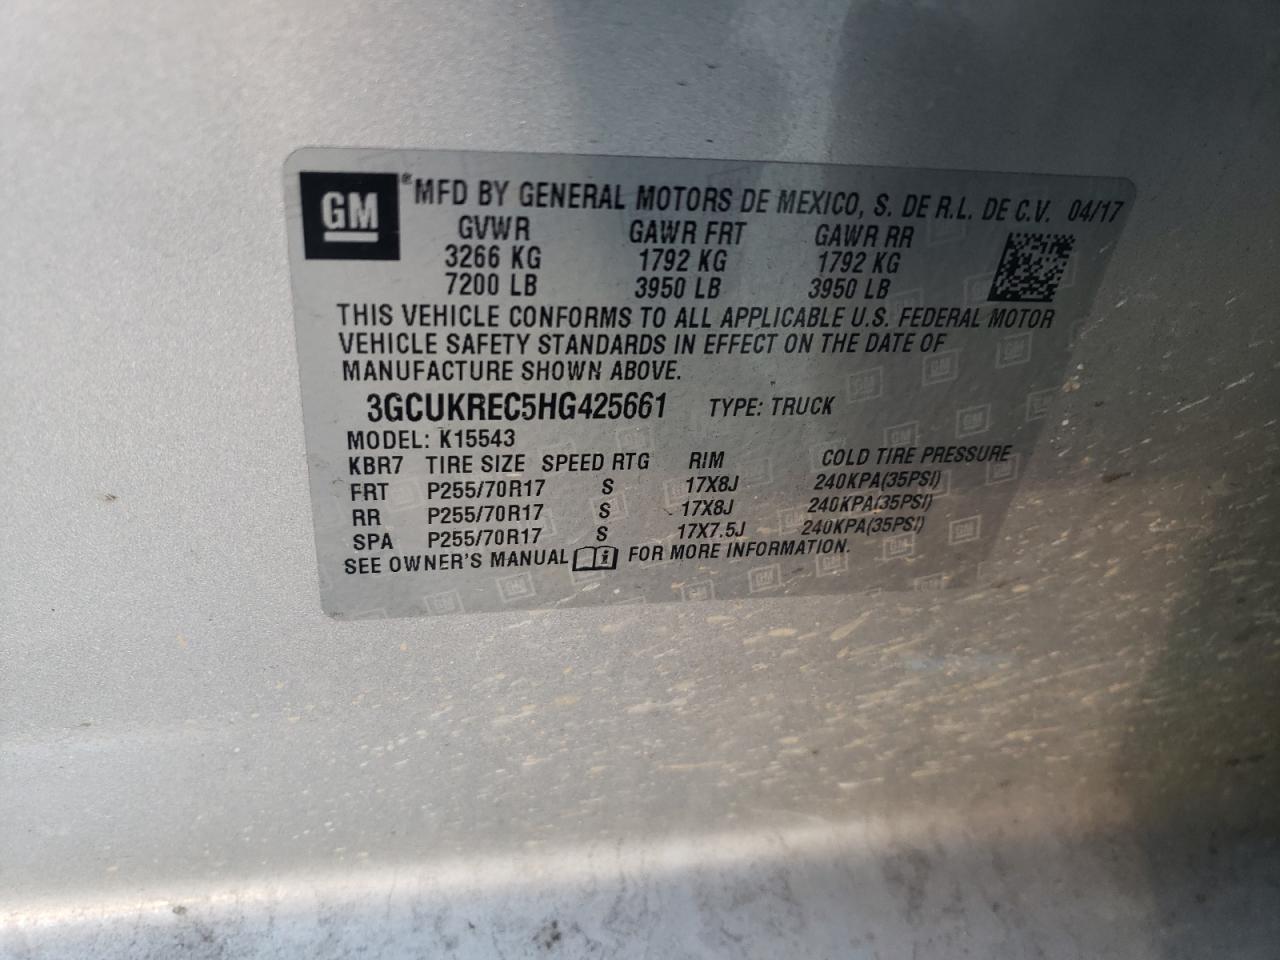 GM ® MFD BY GENERAL MOTORS DE MEXICO, S. DE R.L. DE C.V. 04/17
GVWR GAWR FRT GAWR RR
3266 KG 1792 KG 1792 KG
7200 LB 3950 LB 3950 LB
THIS VEHICLE CONFORMS TO ALL APPLICABLE U.S. FEDERAL MOTOR
VEHICLE SAFETY STANDARDS IN EFFECT ON THE DATE OF
MANUFACTURE SHOWN ABOVE.
3GCUKREC5HG425661 TYPE: TRUCK
MODEL: K15543
KBR7 TIRE SIZE SPEED RTG RIM COLD TIRE PRESSURE
FRT P255/70R17 S 17X8J 240KPA(35PSI)
RR P255/70R17 S 17X8J 240KPA(35PSI)
SPA P255/70R17 S 17X7.5J 240KPA(35PSI)
SEE OWNER'S MANUAL FOR MORE INFORMATION.